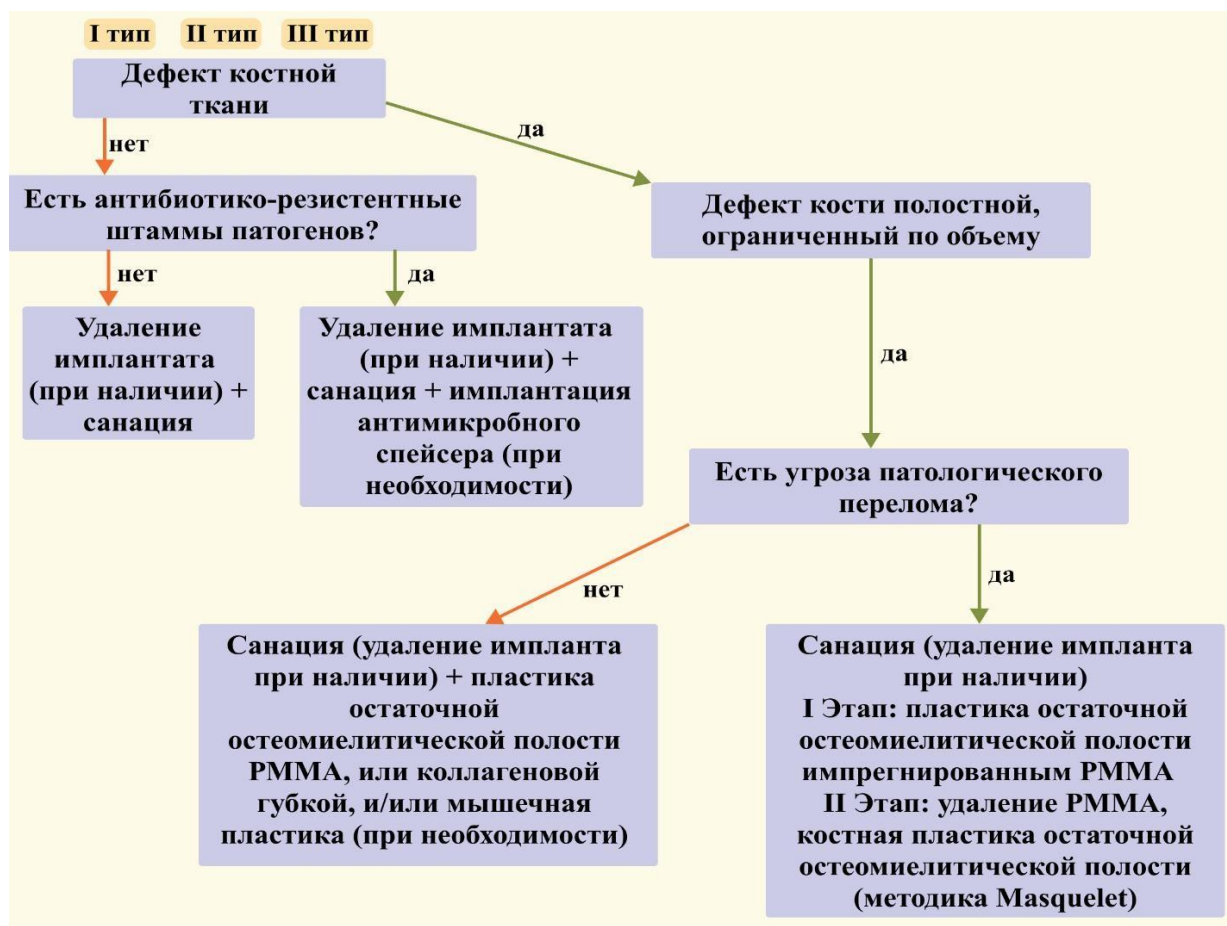 I тип II тип III тип
Дефект костной
ткани
нет
да
Есть антибиотико-резистентные
штаммы патогенов?
Дефект кости полостной,
ограниченный по объему
нет
да
Удаление
имплантата
(при наличии) +
санация
Удаление имплантата
(при наличии) +
санация + имплантация
антимикробного
спейсера (при
необходимости)
да
Есть угроза патологического
перелома?
нет
да
Санация (удаление импланта
при наличии) + пластика
остаточной
остеомиелитической полости
PMMA, или коллагеновой
губкой, и/или мышечная
пластика (при необходимости)
Санация (удаление импланта
при наличии)
I Этап: пластика остаточной
остеомиелитической полости
импрегнированным PMMA
II Этап: удаление PMMA,
костная пластика остаточной
остеомиелитической полости
(методика Masquelet)